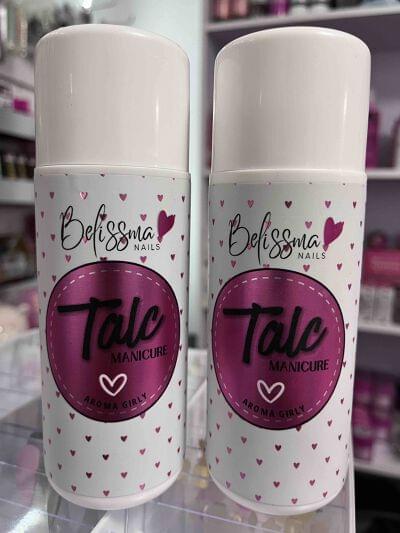 Belissma
NAILS
Talc
MANICURE
AROMA GIRLY
Belissma
NAILS
Talc
MANICURE
AROMA GIRLY